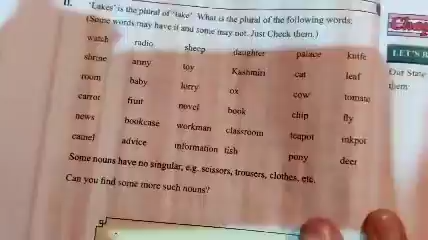 II. 'Lakes' is the plural of 'lake'. What is the plural of the following words;
(Some words may have it and some may not. Just Check them.)
watch radio sheep daughter palace knife
shrine army toy Kashmiri cat leaf
room baby lorry ox cow tomato
carrot fruit novel book chip fly
news bookcase workman classroom teapot inkpot
camel advice information fish pony deer
Some nouns have no singular, e.g. scissors, trousers, clothes, etc.
Can you find some more such nouns?
LET'S
Our State
them: